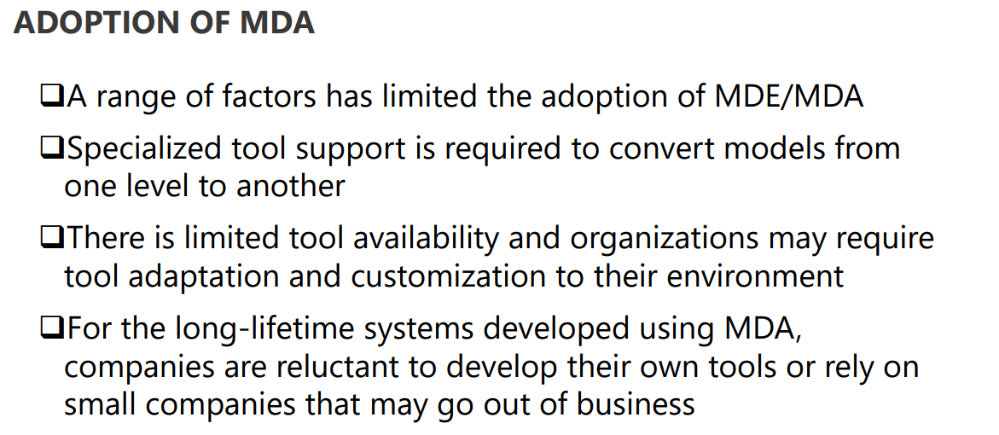 ADOPTION OF MDA
❑A range of factors has limited the adoption of MDE/MDA
❑Specialized tool support is required to convert models from
one level to another
❑There is limited tool availability and organizations may require
tool adaptation and customization to their environment
❑For the long-lifetime systems developed using MDA,
companies are reluctant to develop their own tools or rely on
small companies that may go out of business